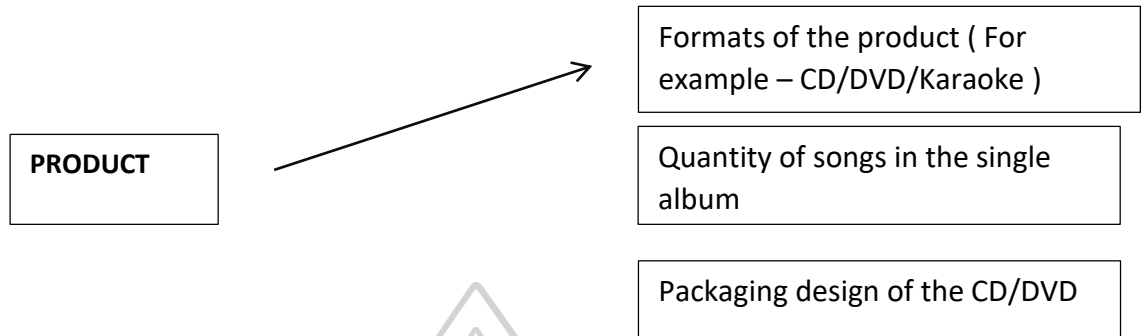 Formats of the product ( For
example – CD/DVD/Karaoke )
PRODUCT
Quantity of songs in the single
album
Packaging design of the CD/DVD